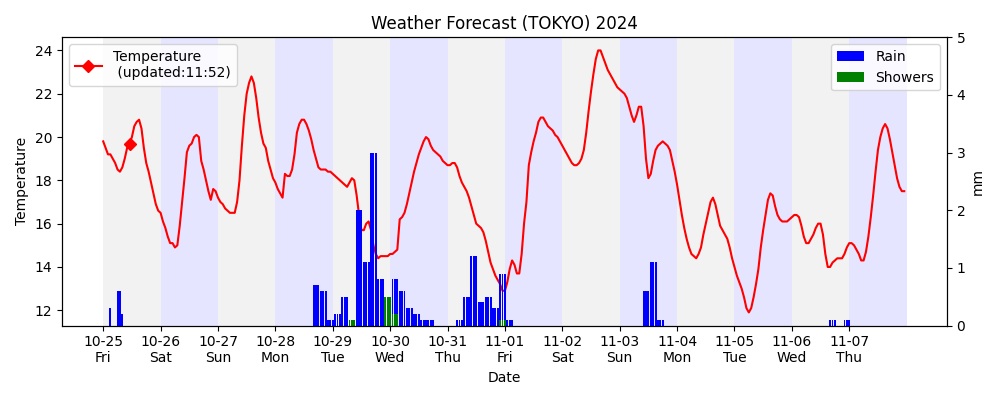 Weather Forecast (TOKYO) 2024
Temperature
(updated:11:52)
Rain
Showers
Temperature
24
22
20
18
16
14
12
5
4
3
2
1
0
mm
10-25 10-26 10-27 10-28 10-29 10-30 10-31 11-01 11-02 11-03 11-04 11-05 11-06 11-07
Fri Sat Sun Mon Tue Wed Thu Fri Sat Sun Mon Tue Wed Thu
Date